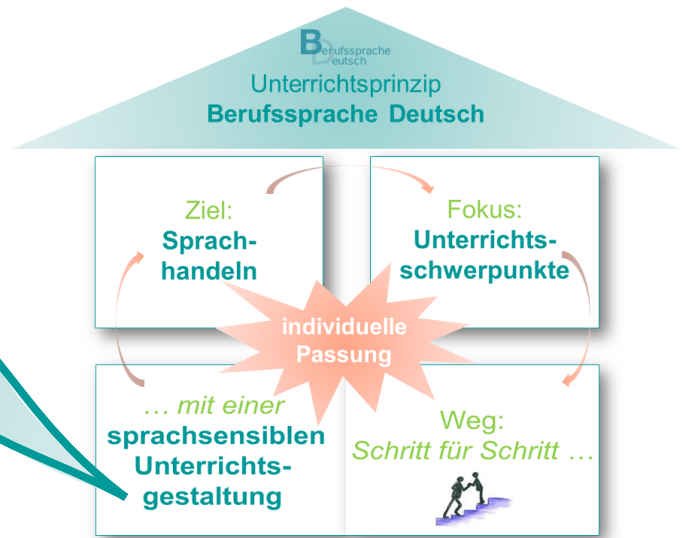 Berufssprache
Deutsch
Unterrichtsprinzip
Berufssprache Deutsch
Ziel:
Sprach-
handeln
Fokus:
Unterrichts-
schwerpunkte
individuelle
Passung
… mit einer
sprachsensiblen
Unterrichts-
gestaltung
Weg:
Schritt für Schritt …